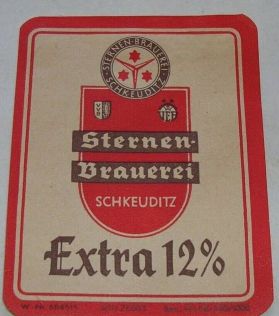 STERNEN-BRAUEREI
SCHKEUDITZ
Sternen-
Brauerei
SCHKEUDITZ
Extra 12%